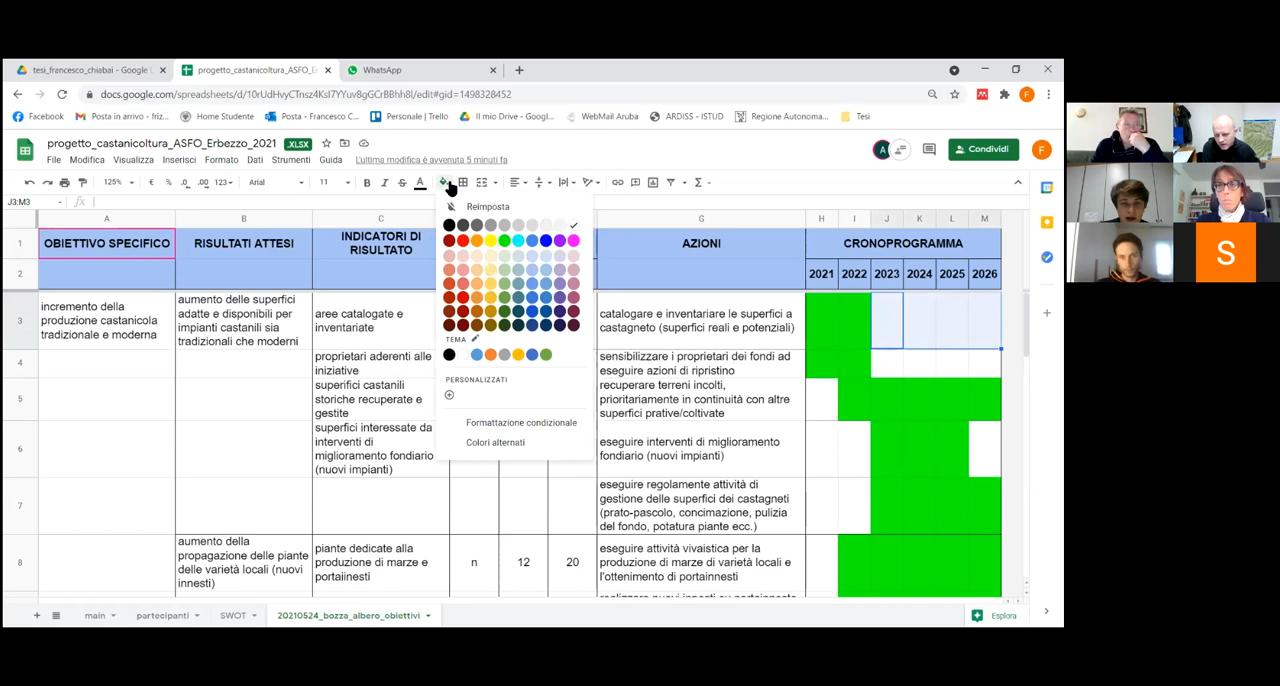 tesi_francesco_chiabai - Google
progetto_castanicoltura_ASFO_E
WhatsApp
docs.google.com/spreadsheets/d/10rUdHvyCTnsz4KsI7YYuv8gGCrBBhh8l/edit#gid=1498328452
Facebook
Posta in arrivo - friz...
Home Studente
Posta - Francesco C...
Personale | Trello
Il mio Drive - Googl...
WebMail Aruba
ARDISS - ISTUD
Regione Autonoma...
Tesi
progetto_castanicoltura_ASFO_Erbezzo_2021
.XLSX
File Modifica Visualizza Inserisci Formato Dati Strumenti Guida
L'ultima modifica è avvenuta 5 minuti fa
A
Condividi
F
125%
€ % .0 .00 123
Arial
11
B I S A
J3:M3
fx
Reimposta
A B C G H I J K L M
1
OBIETTIVO SPECIFICO
RISULTATI ATTESI
INDICATORI DI
RISULTATO
AZIONI
CRONOPROGRAMMA
2
2021 2022 2023 2024 2025 2026
3
incremento della
produzione castanicola
tradizionale e moderna
aumento delle superfici
adatte e disponibili per
impianti castanili sia
tradizionali che moderni
aree catalogate e
inventariate
catalogare e inventariare le superfici a
castagneto (superfici reali e potenziali)
4
proprietari aderenti alle
iniziative
sensibilizzare i proprietari dei fondi ad
eseguire azioni di ripristino
5
superifici castanili
storiche recuperate e
gestite
recuperare terreni incolti,
prioritariamente in continuità con altre
superfici prative/coltivate
6
superfici interessate da
interventi di
miglioramento fondiario
(nuovi impianti)
eseguire interventi di miglioramento
fondiario (nuovi impianti)
7
eseguire regolamente attività di
gestione delle superfici dei castagneti
(prato-pascolo, concimazione, pulizia
del fondo, potatura piante ecc.)
8
aumento della
propagazione delle piante
delle varietà locali (nuovi
innesti)
piante dedicate alla
produzione di marze e
portaiinesti
n
12
20
eseguire attività vivaistica per la
produzione di marze di varietà locali e
l'ottenimento di portainnesti
TEMA
PERSONALIZZATI
Formattazione condizionale
Colori alternati
main
partecipanti
SWOT
20210524_bozza_albero_obiettivi
Esplora
S